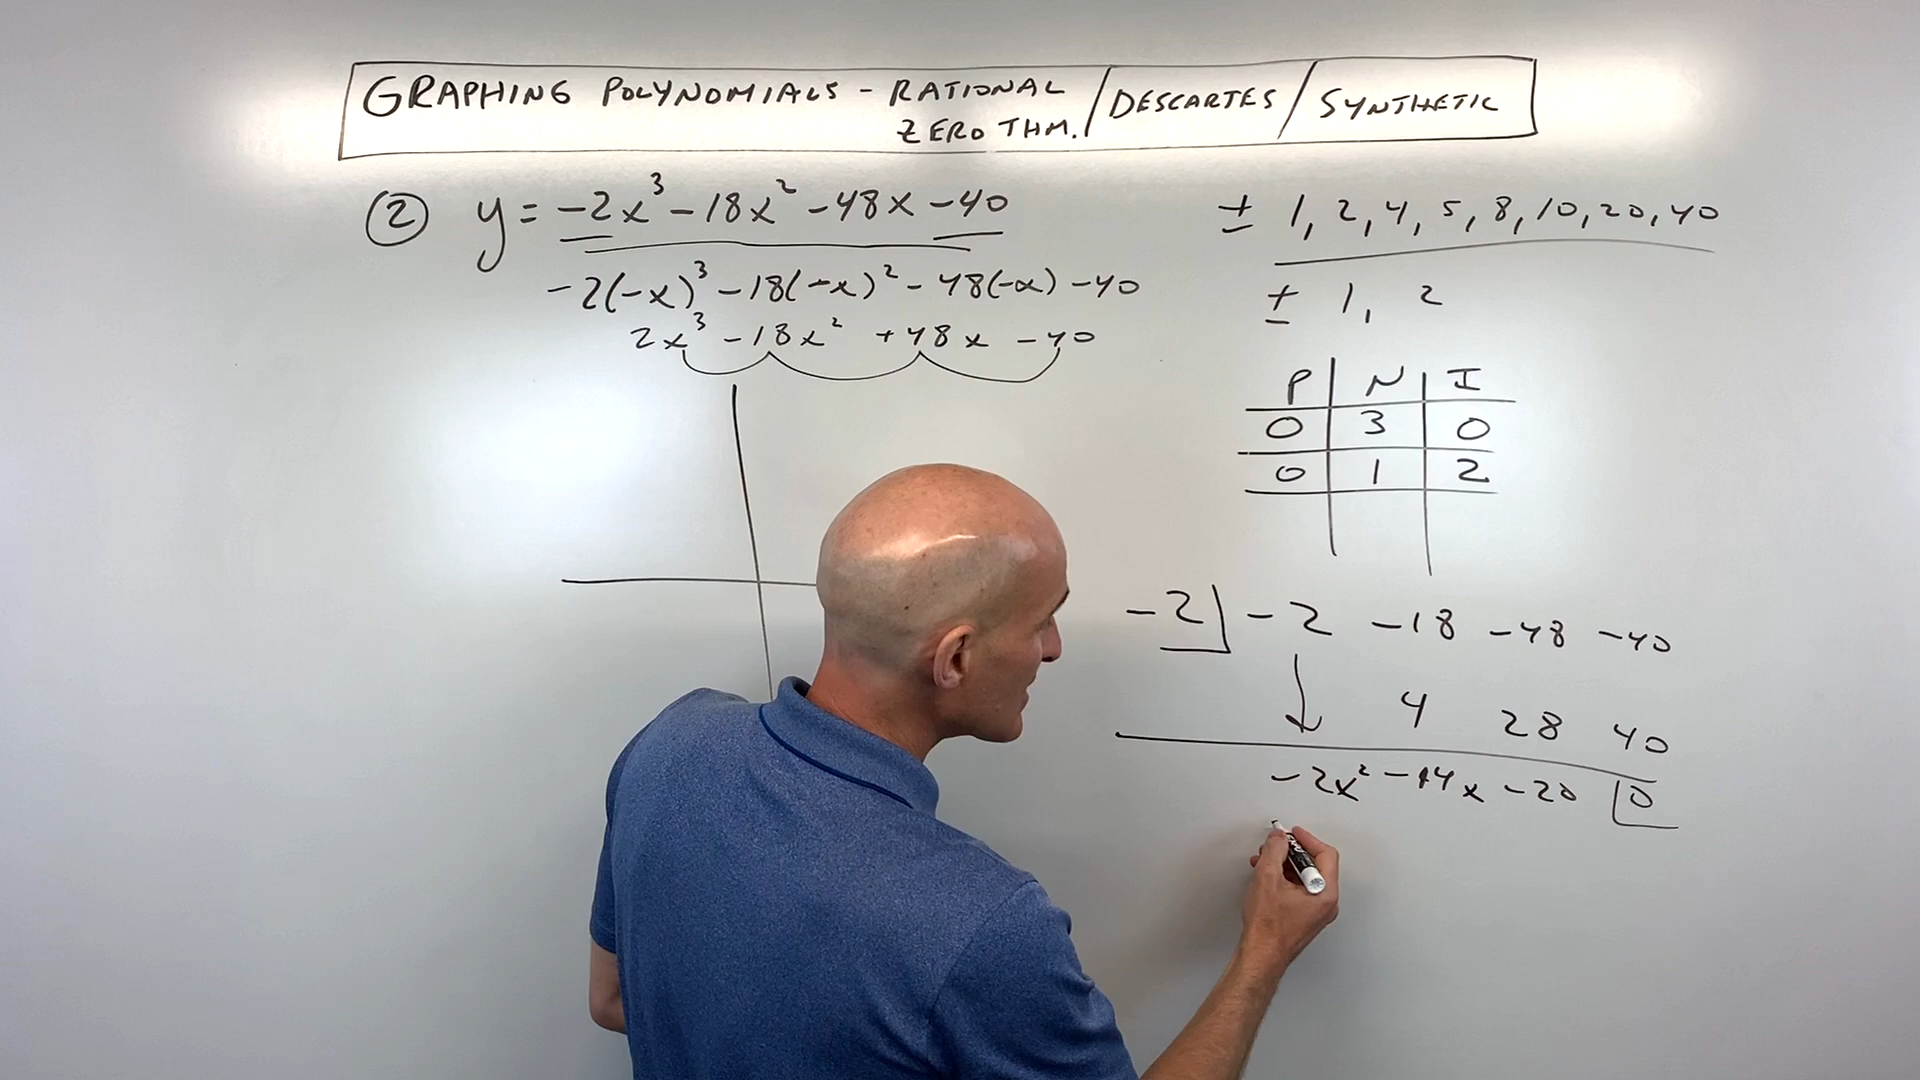 GRAPHING POLYNOMIALS - RATIONAL ZERO THM. / DESCARTES / SYNTHETIC
② y = -2x³ - 18x² - 48x - 40
-2(-x)³ - 18(-x)² - 48(-x) - 40
2x³ - 18x² + 48x - 40
± 1, 2, 4, 5, 8, 10, 20, 40
± 1, 2
P N I
0 3 0
0 1 2
-2 -2 -18 -48 -40
4 28 40
-2x² -14x -20 0